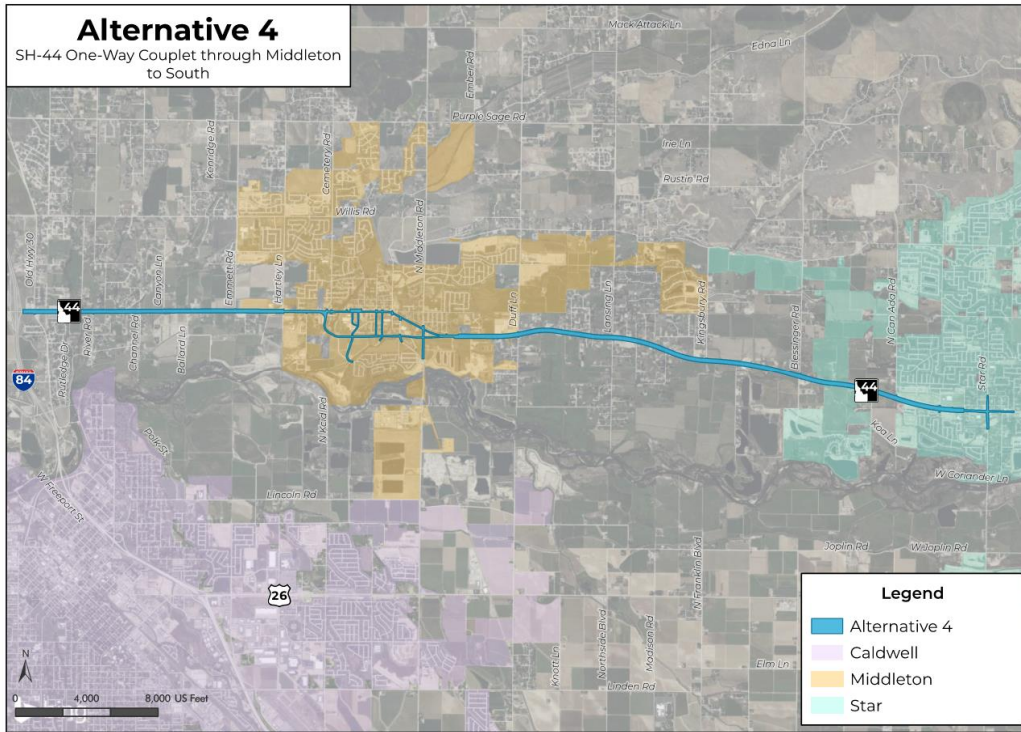 Alternative 4
SH-44 One-Way Couplet through Middleton
to South
Mack Attack Ln
Edna Ln
Ember Rd
Purple Sage Rd
Kenridge Rd
Cemetery Rd
Irie Ln
Rustin Rd
Willis Rd
N Middleton Rd
Old Hwy 30
Canyon Ln
Emmett Rd
Hartley Ln
Duff Ln
Lansing Ln
Kingsbury Rd
Blessinger Rd
N Can Ada Rd
Star Rd
44
River Rd
Channel Rd
Ballard Ln
Rutledge Dr
84
44
N Kcid Rd
Koa Ln
Polk St
W Freeport St
Lincoln Rd
W Coriander Ln
Joplin Rd
W Joplin Rd
N Franklin Blvd
26
Knott Ln
Northside Blvd
Madison Rd
Elm Ln
Linden Rd
N
0 4,000 8,000 US Feet
Legend
Alternative 4
Caldwell
Middleton
Star